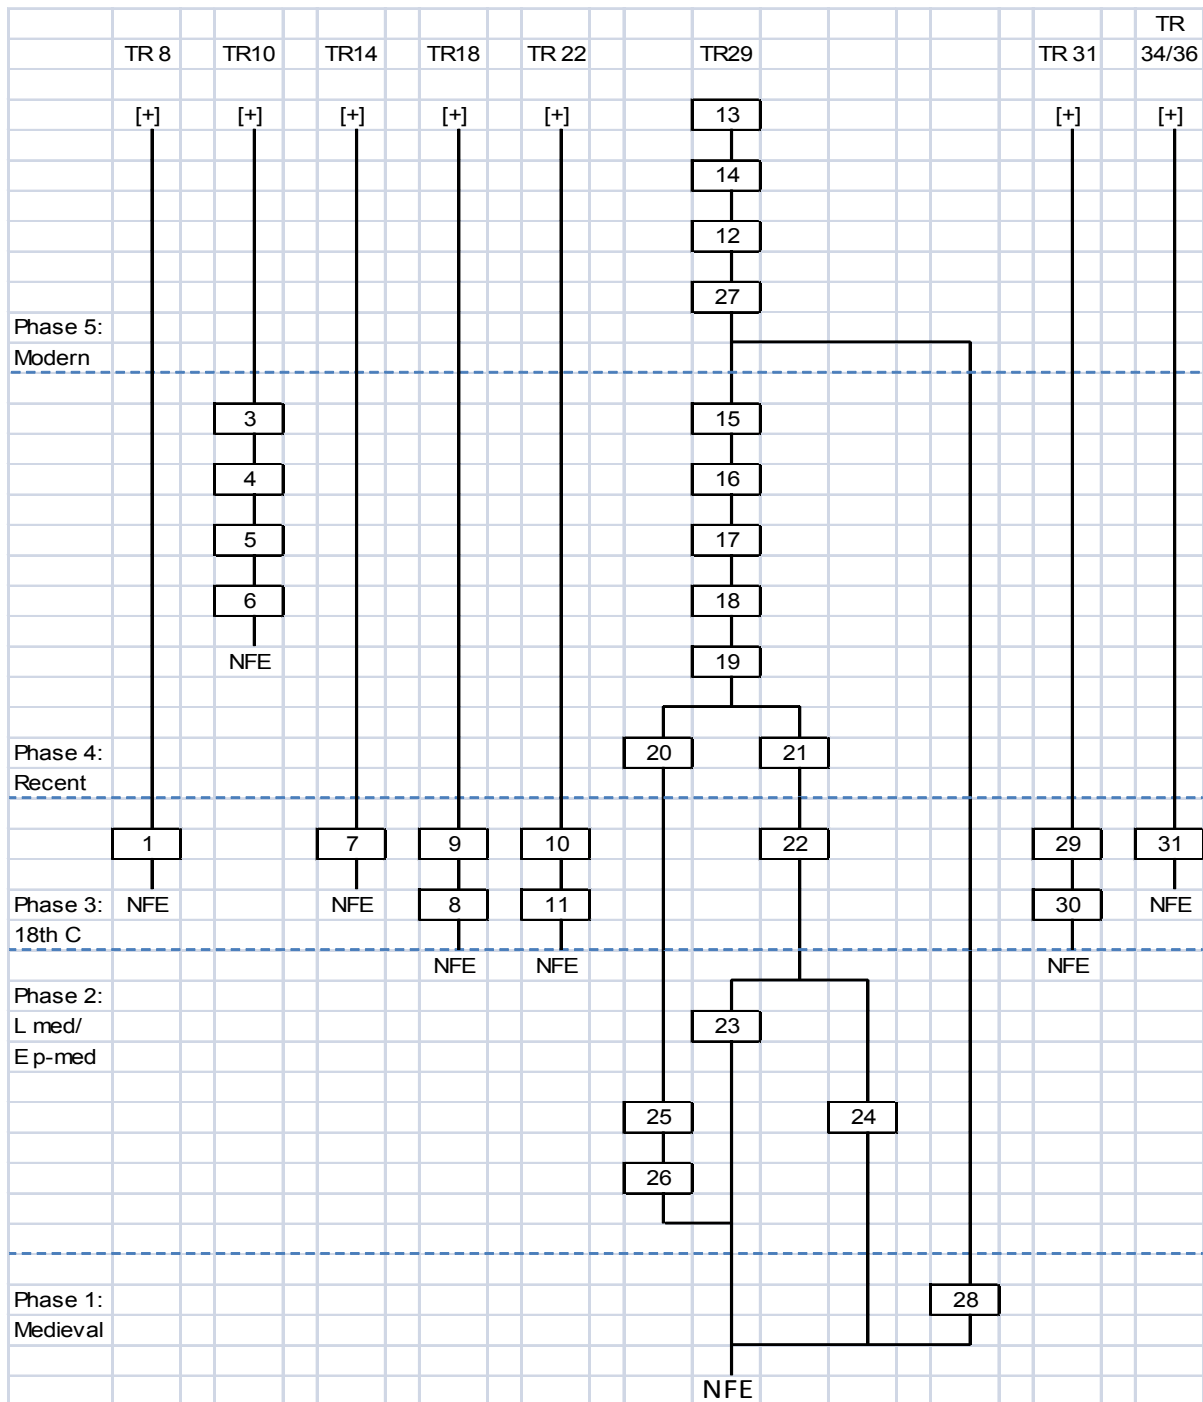 TR
TR 8 TR10 TR14 TR18 TR 22 TR29 TR 31 34/36
[+] [+] [+] [+] [+] 13 [+] [+]
14
12
27
Phase 5:
Modern
3 15
4 16
5 17
6 18
NFE 19
Phase 4: 20 21
Recent
1 7 9 10 22 29 31
Phase 3: NFE NFE 8 11 30 NFE
18th C
NFE NFE NFE
Phase 2:
L med/ 23
E p-med
25 24
26
Phase 1: 28
Medieval
NFE